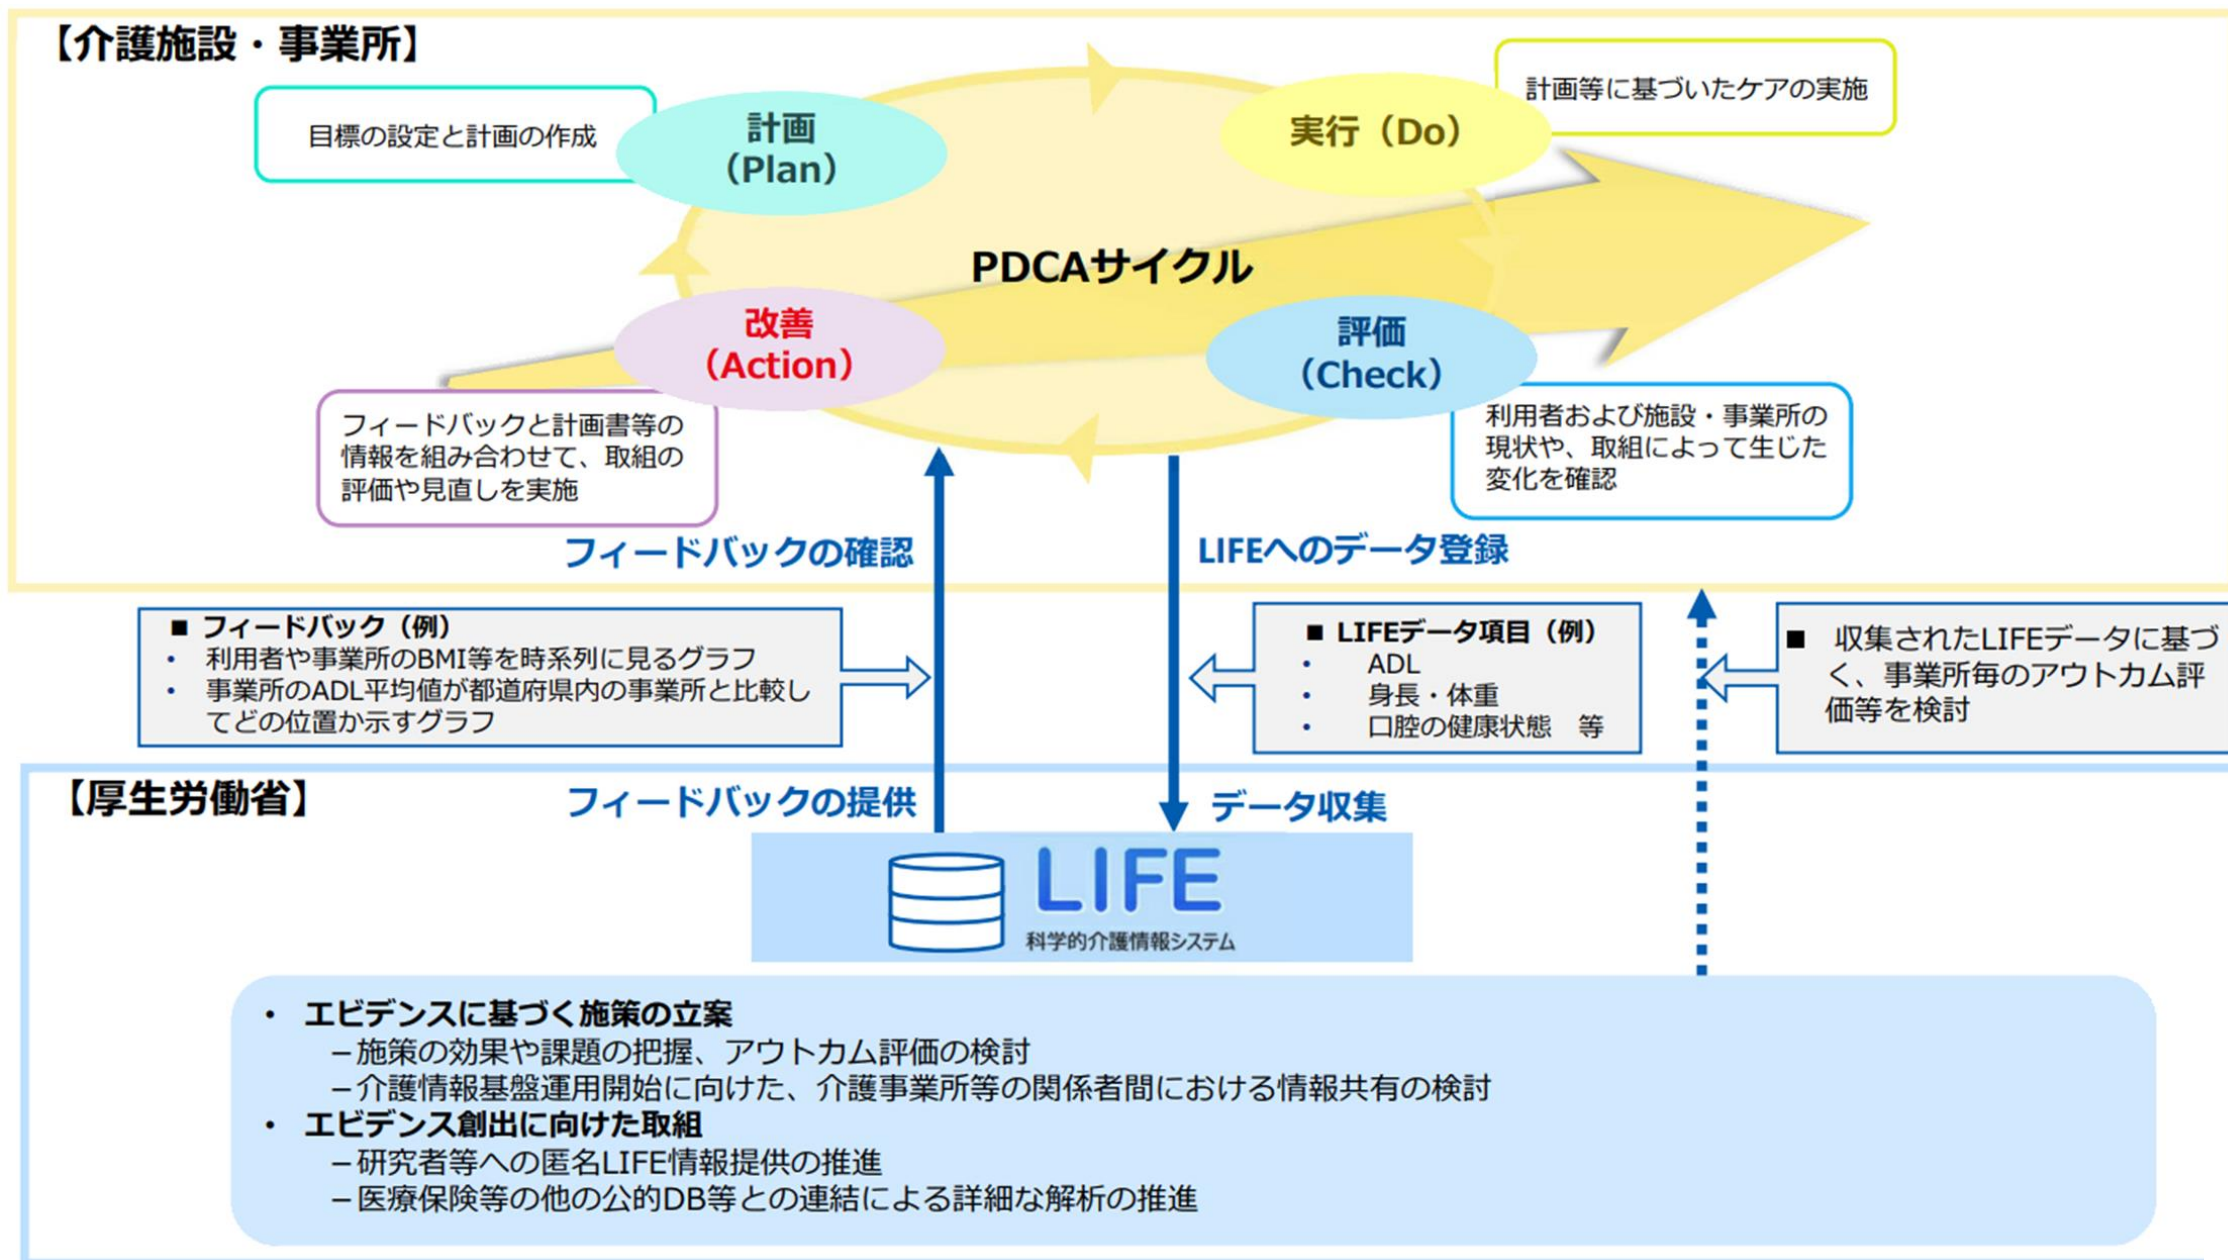 【介護施設・事業所】
目標の設定と計画の作成
計画
（Plan）
実行（Do）
計画等に基づいたケアの実施
PDCAサイクル
改善
（Action）
評価
（Check）
フィードバックと計画書等の
情報を組み合わせて、取組の
評価や見直しを実施
利用者および施設・事業所の
現状や、取組によって生じた
変化を確認
フィードバックの確認
LIFEへのデータ登録
■ フィードバック（例）
• 利用者や事業所のBMI等を時系列に見るグラフ
• 事業所のADL平均値が都道府県内の事業所と比較し
てどの位置か示すグラフ
■ LIFEデータ項目（例）
• ADL
• 身長・体重
• 口腔の健康状態　等
■ 収集されたLIFEデータに基づ
く、事業所毎のアウトカム評
価等を検討
【厚生労働省】
フィードバックの提供
データ収集
LIFE
科学的介護情報システム
• エビデンスに基づく施策の立案
－施策の効果や課題の把握、アウトカム評価の検討
－介護情報基盤運用開始に向けた、介護事業所等の関係者間における情報共有の検討
• エビデンス創出に向けた取組
－研究者等への匿名LIFE情報提供の推進
－医療保険等の他の公的DB等との連結による詳細な解析の推進